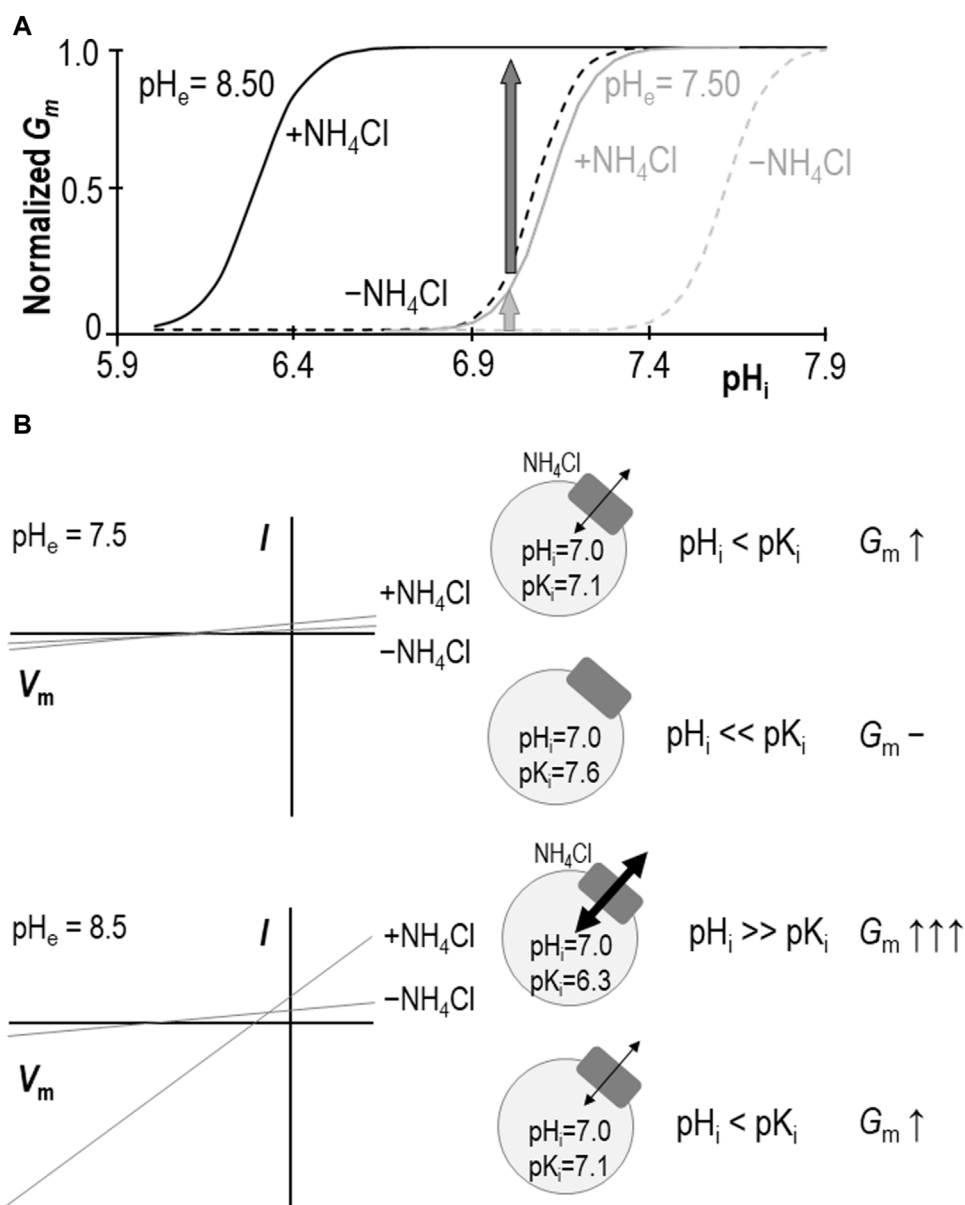 A
1.0
pHe= 8.50
pHe= 7.50
+NH4Cl
+NH4Cl
−NH4Cl
0.5
Normalized Gm
−NH4Cl
0
5.9 6.4 6.9 7.4 7.9
pHi
B
NH4Cl
pHe = 7.5
I
pHi=7.0
pKi=7.1
pHi < pKi
Gm ↑
+NH4Cl
−NH4Cl
Vm
pHi=7.0
pKi=7.6
pHi << pKi
Gm −
NH4Cl
pHe = 8.5
I
+NH4Cl
pHi=7.0
pKi=6.3
pHi >> pKi
Gm ↑↑↑
−NH4Cl
Vm
pHi=7.0
pKi=7.1
pHi < pKi
Gm ↑